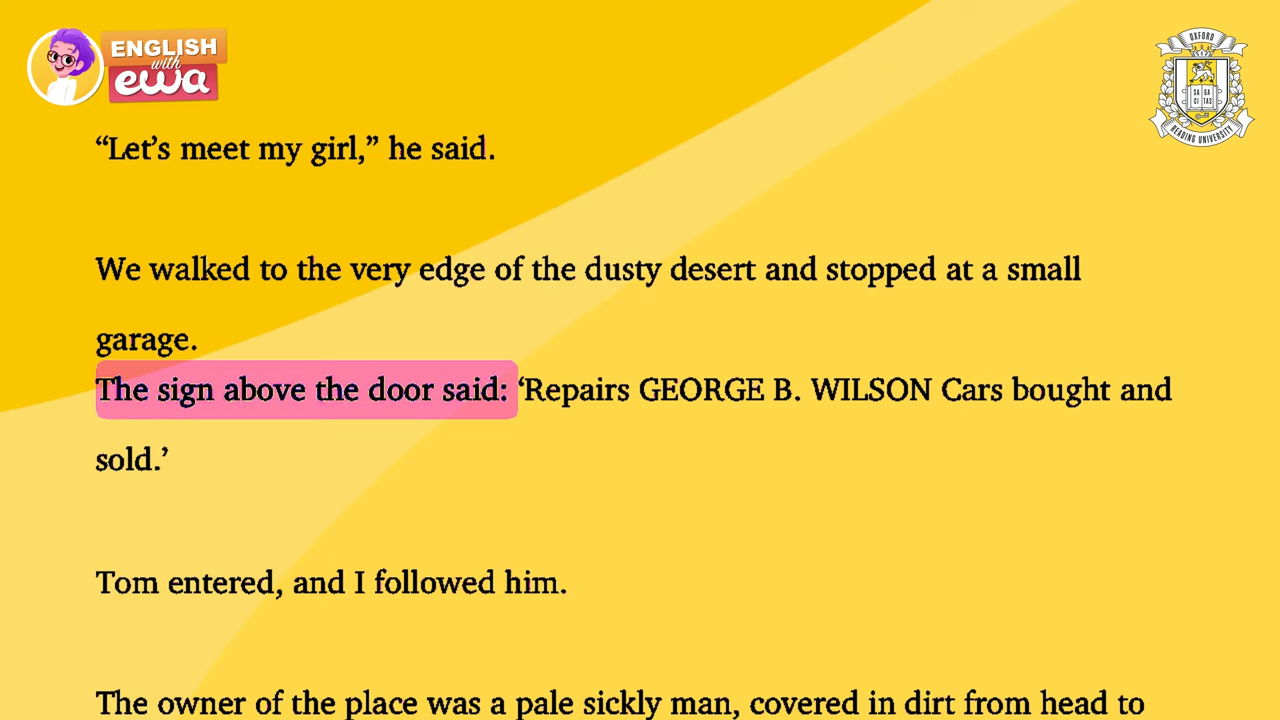 ENGLISH
with
ewa
OXFORD
SA GA
CI TAS
READING UNIVERSITY
“Let’s meet my girl,” he said.
We walked to the very edge of the dusty desert and stopped at a small
garage.
The sign above the door said: ‘Repairs GEORGE B. WILSON Cars bought and
sold.’
Tom entered, and I followed him.
The owner of the place was a pale sickly man, covered in dirt from head to